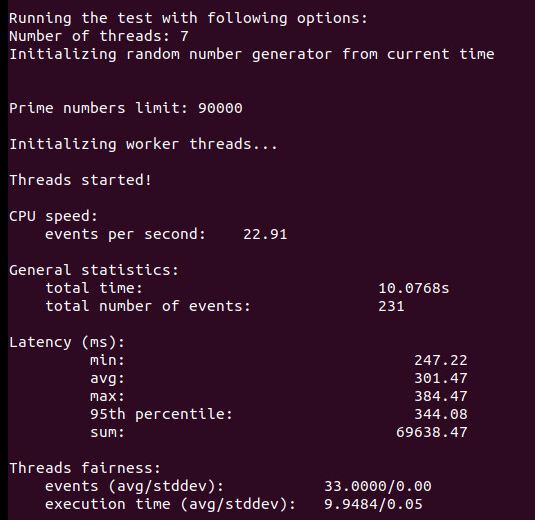 Running the test with following options:
Number of threads: 7
Initializing random number generator from current time
Prime numbers limit: 90000
Initializing worker threads...
Threads started!
CPU speed:
events per second: 22.91
General statistics:
total time: 10.0768s
total number of events: 231
Latency (ms):
min: 247.22
avg: 301.47
max: 384.47
95th percentile: 344.08
sum: 69638.47
Threads fairness:
events (avg/stddev): 33.0000/0.00
execution time (avg/stddev): 9.9484/0.05